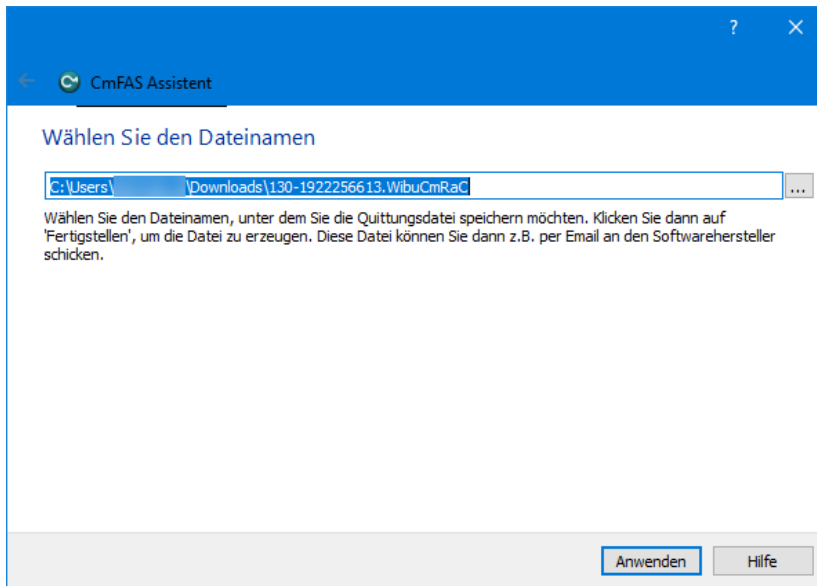 ?
CmFAS Assistent
Wählen Sie den Dateinamen
C:\Users\ \Downloads\130-1922256613.WibuCmRaC
...
Wählen Sie den Dateinamen, unter dem Sie die Quittungsdatei speichern möchten. Klicken Sie dann auf
'Fertigstellen', um die Datei zu erzeugen. Diese Datei können Sie dann z.B. per Email an den Softwarehersteller
schicken.
Anwenden Hilfe